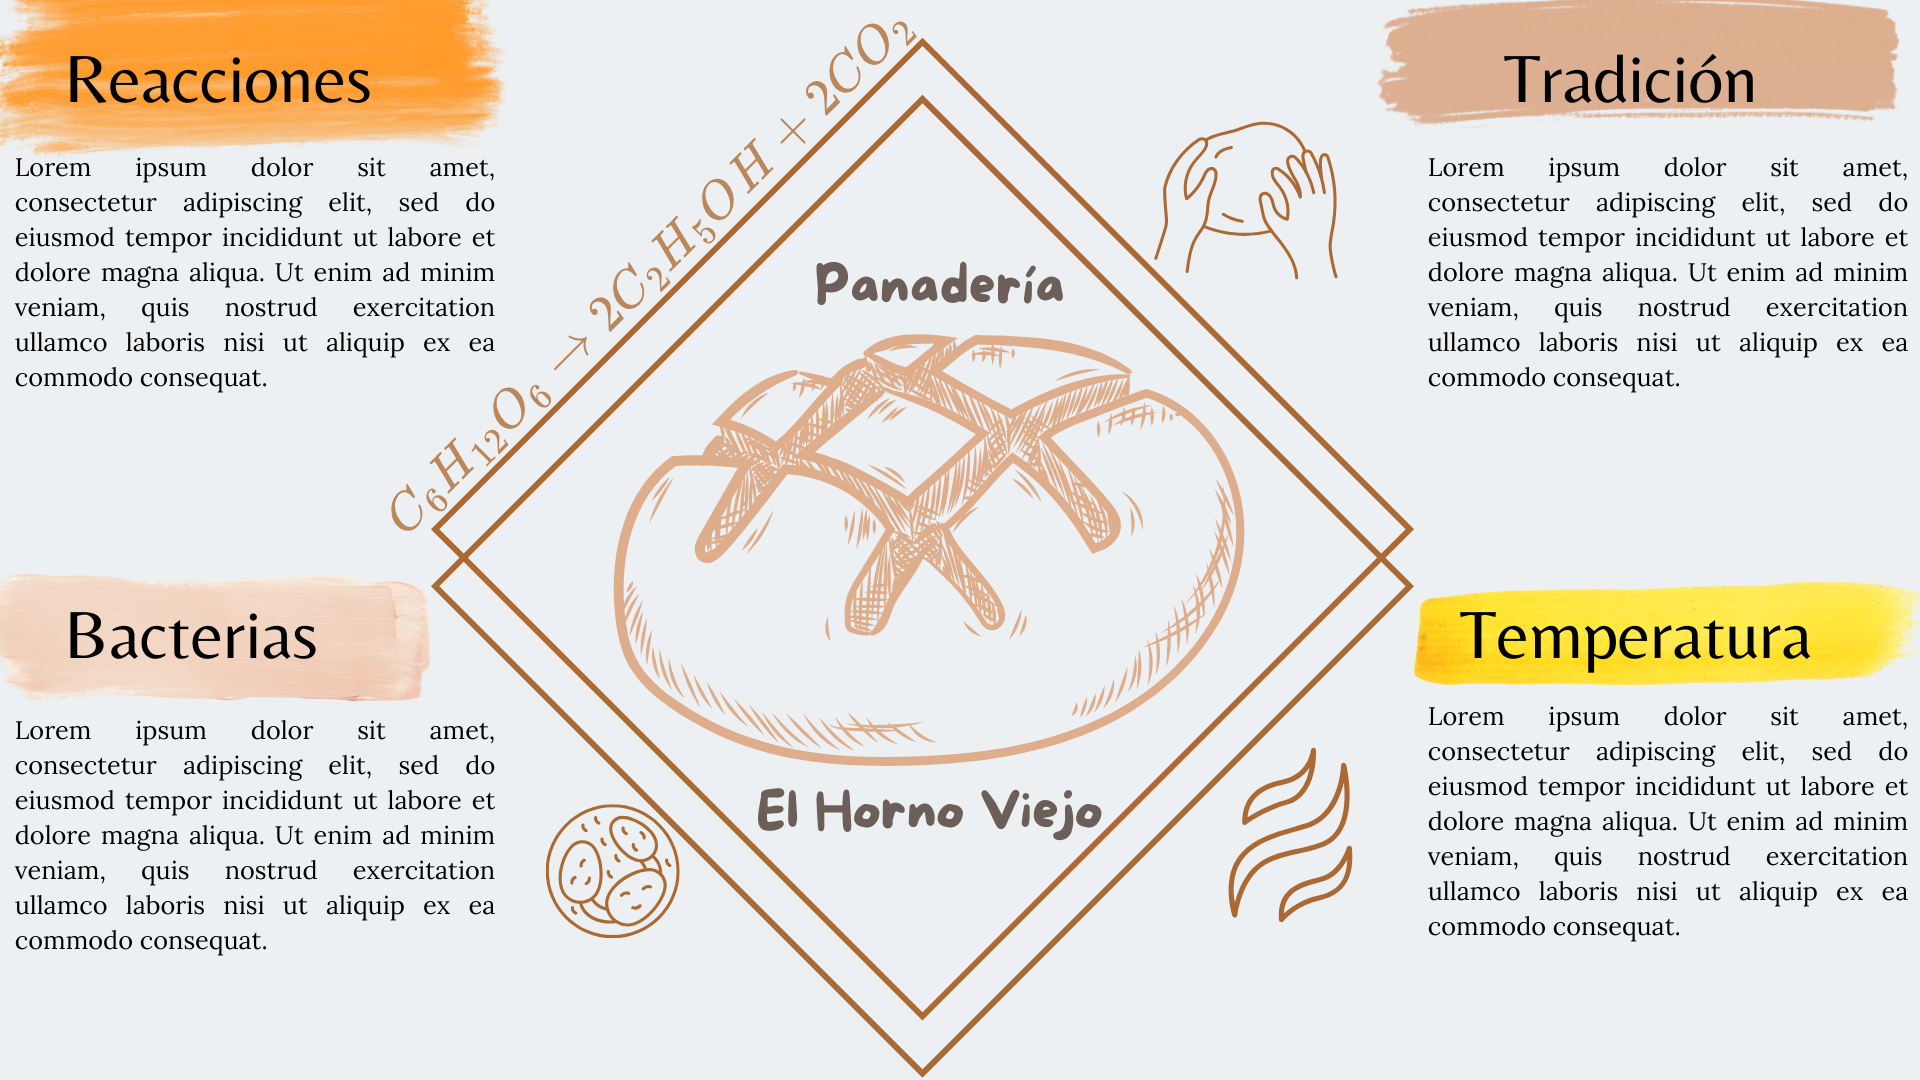 Reacciones
Lorem ipsum dolor sit amet,
consectetur adipiscing elit, sed do
eiusmod tempor incididunt ut labore et
dolore magna aliqua. Ut enim ad minim
veniam, quis nostrud exercitation
ullamco laboris nisi ut aliquip ex ea
commodo consequat.
Bacterias
Lorem ipsum dolor sit amet,
consectetur adipiscing elit, sed do
eiusmod tempor incididunt ut labore et
dolore magna aliqua. Ut enim ad minim
veniam, quis nostrud exercitation
ullamco laboris nisi ut aliquip ex ea
commodo consequat.
C₆H₁₂O₆ → 2C₂H₅OH + 2CO₂
Panadería
El Horno Viejo
Tradición
Lorem ipsum dolor sit amet,
consectetur adipiscing elit, sed do
eiusmod tempor incididunt ut labore et
dolore magna aliqua. Ut enim ad minim
veniam, quis nostrud exercitation
ullamco laboris nisi ut aliquip ex ea
commodo consequat.
Temperatura
Lorem ipsum dolor sit amet,
consectetur adipiscing elit, sed do
eiusmod tempor incididunt ut labore et
dolore magna aliqua. Ut enim ad minim
veniam, quis nostrud exercitation
ullamco laboris nisi ut aliquip ex ea
commodo consequat.